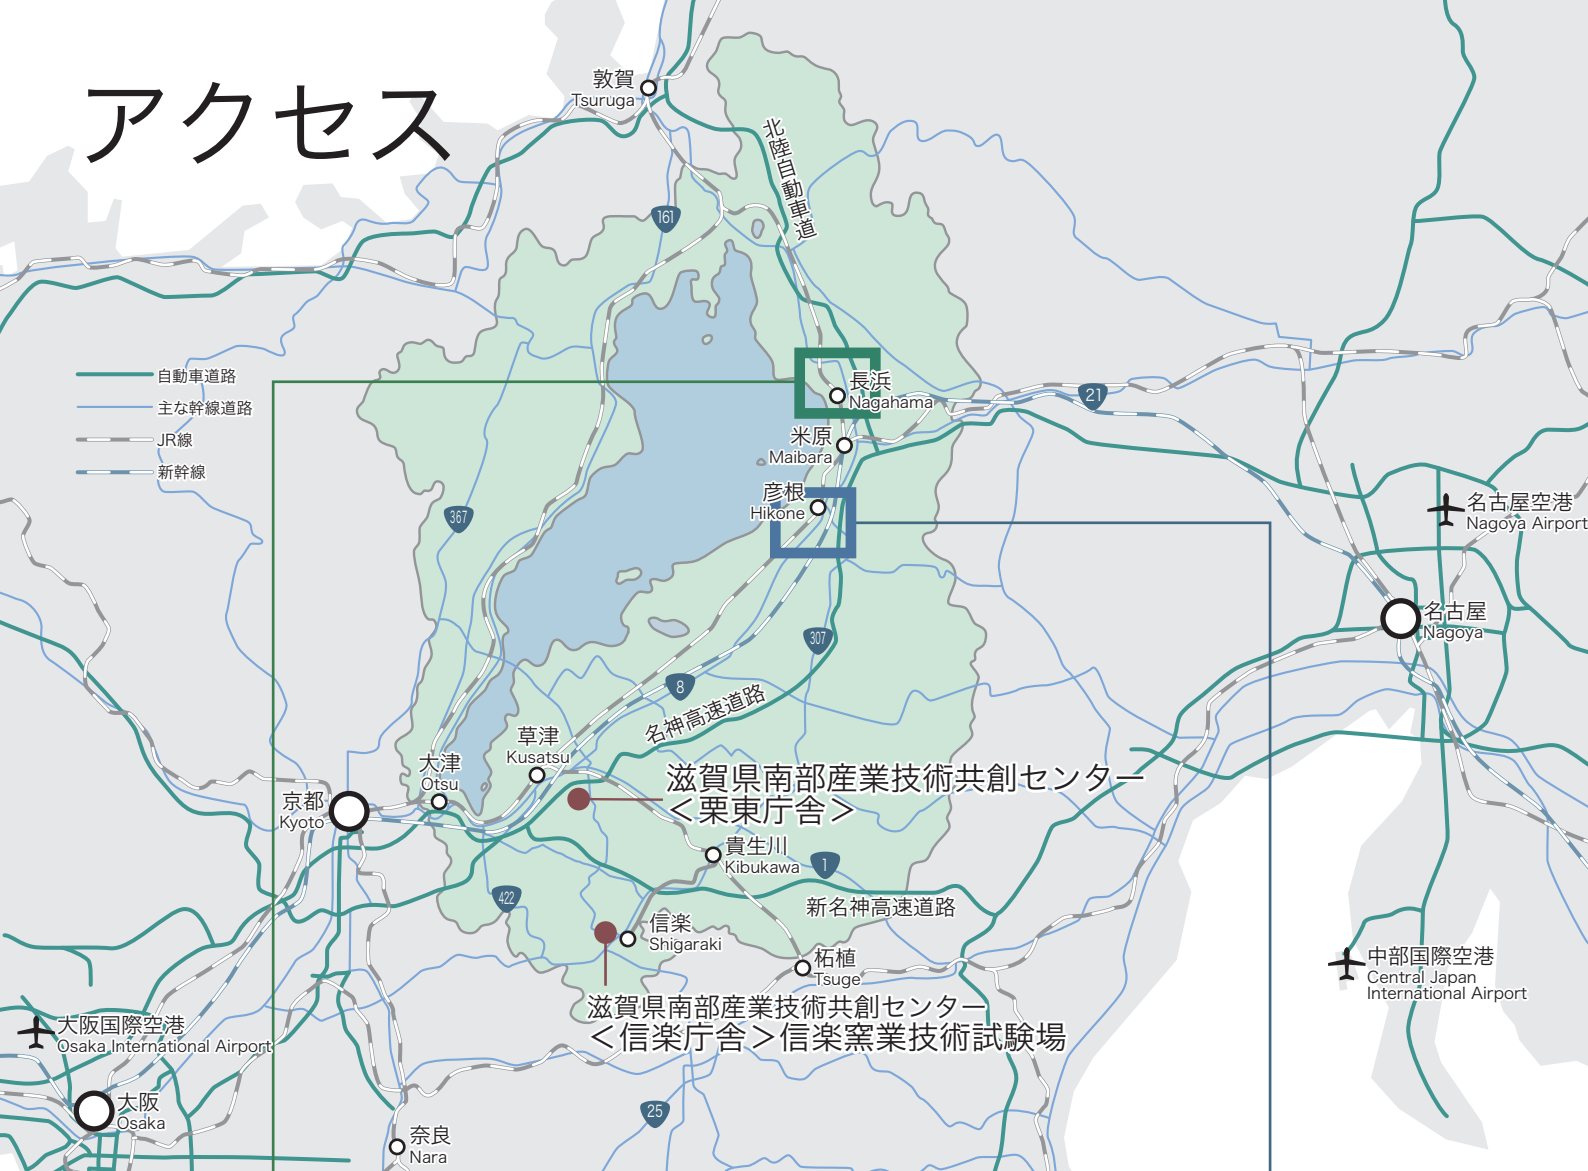 アクセス
敦賀
Tsuruga
北陸自動車道
161
自動車道路
主な幹線道路
JR線
新幹線
長浜
Nagahama
21
米原
Maibara
彦根
Hikone
367
名古屋空港
Nagoya Airport
名古屋
Nagoya
307
8
名神高速道路
草津
Kusatsu
大津
Otsu
京都
Kyoto
滋賀県南部産業技術共創センター
＜栗東庁舎＞
貴生川
Kibukawa
1
422
新名神高速道路
信楽
Shigaraki
柘植
Tsuge
中部国際空港
Central Japan
International Airport
滋賀県南部産業技術共創センター
＜信楽庁舎＞信楽窯業技術試験場
大阪国際空港
Osaka International Airport
大阪
Osaka
25
奈良
Nara